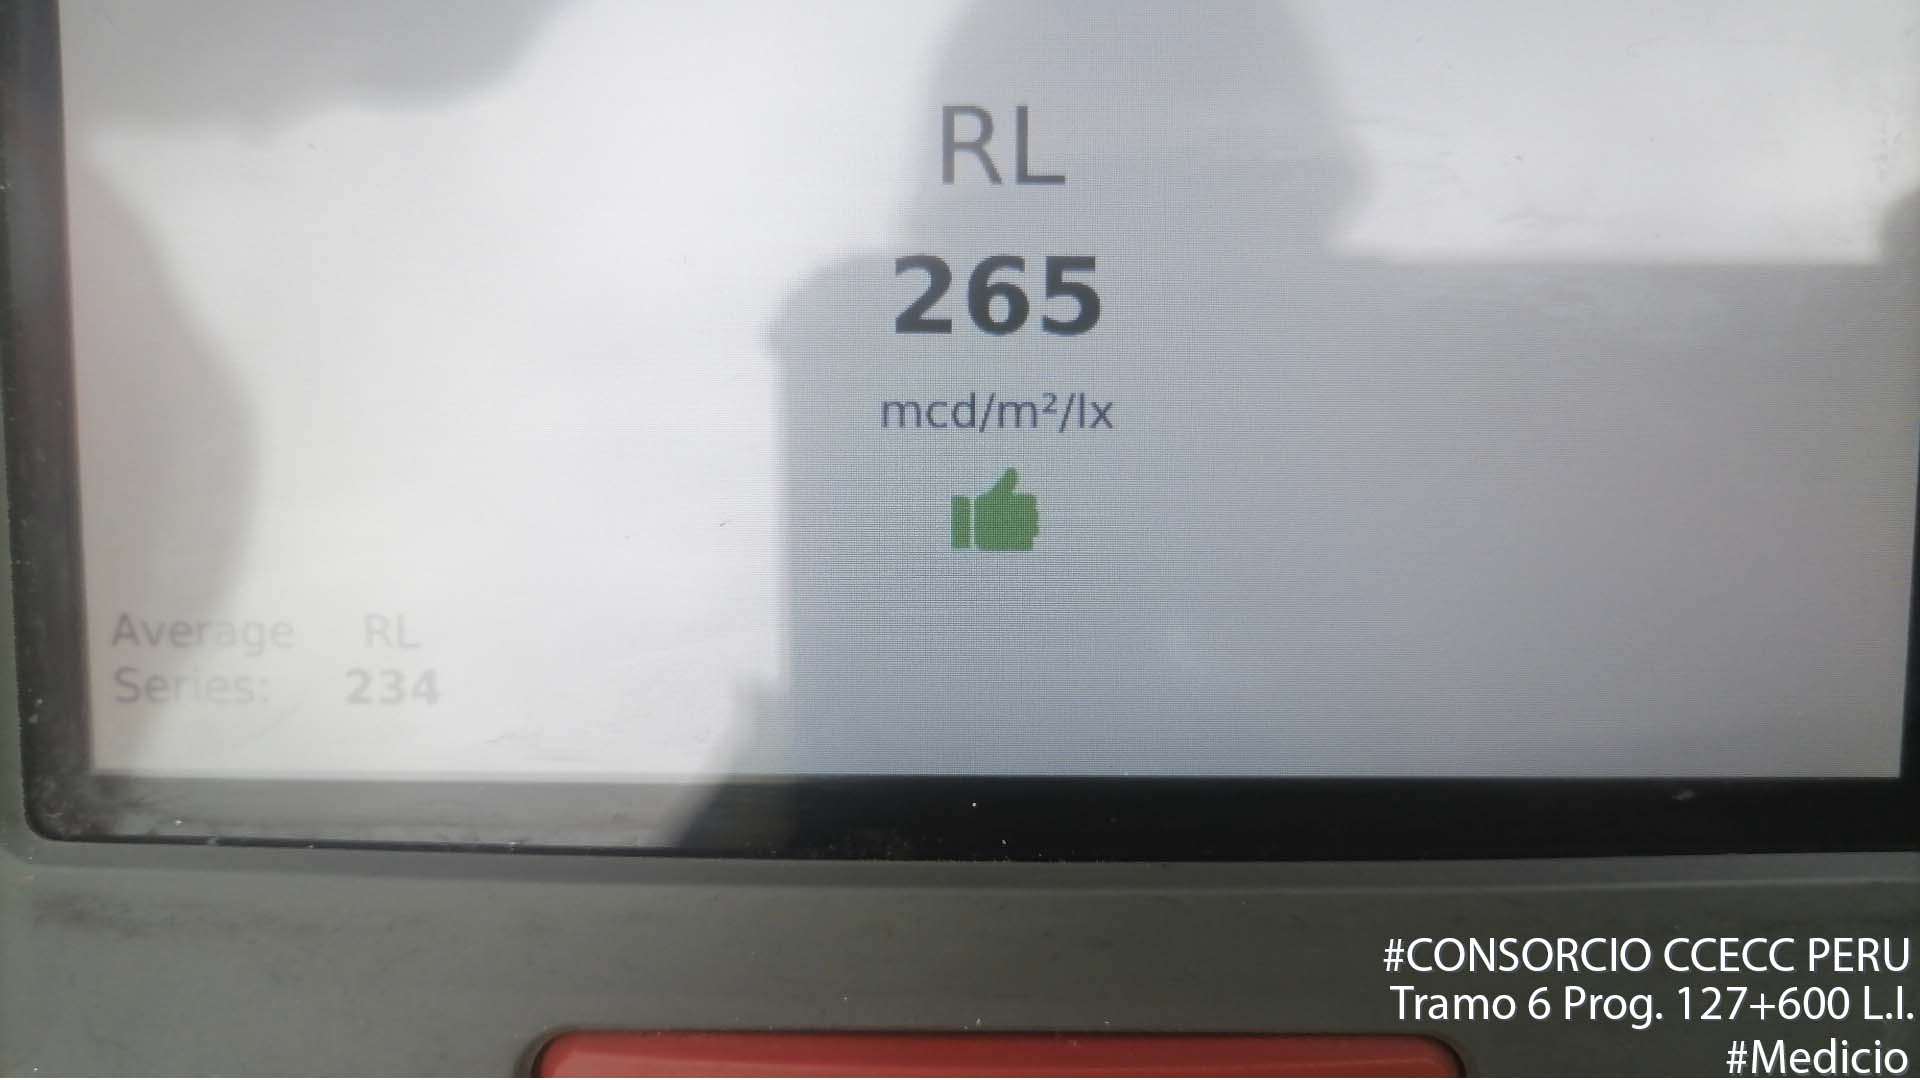 RL
265
mcd/m²/lx
Average RL
Series: 234
#CONSORCIO CCECC PERU
Tramo 6 Prog. 127+600 L.I.
#Medicio